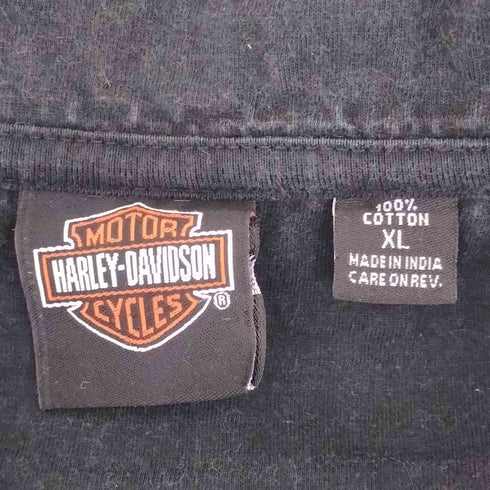 MOTOR
HARLEY-DAVIDSON
CYCLES
®
100%
COTTON
XL
MADE IN INDIA
CARE ON REV.